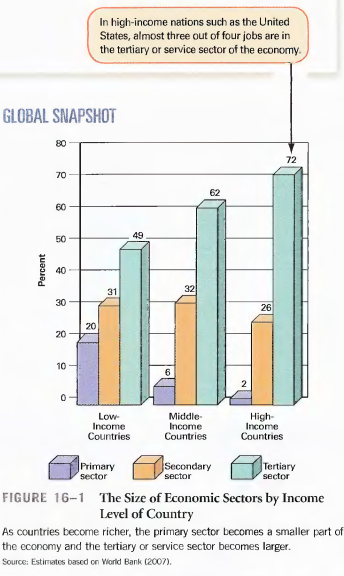 In high-income nations such as the United
States, almost three out of four jobs are in
the tertiary or service sector of the economy.
GLOBAL SNAPSHOT
80
70
60
50
40
30
20
10
0
Percent
20
31
49
6
32
62
2
26
72
Low-
Income
Countries
Middle-
Income
Countries
High-
Income
Countries
Primary
sector
Secondary
sector
Tertiary
sector
FIGURE 16–1 The Size of Economic Sectors by Income
Level of Country
As countries become richer, the primary sector becomes a smaller part of
the economy and the tertiary or service sector becomes larger.
Source: Estimates based on World Bank (2007).